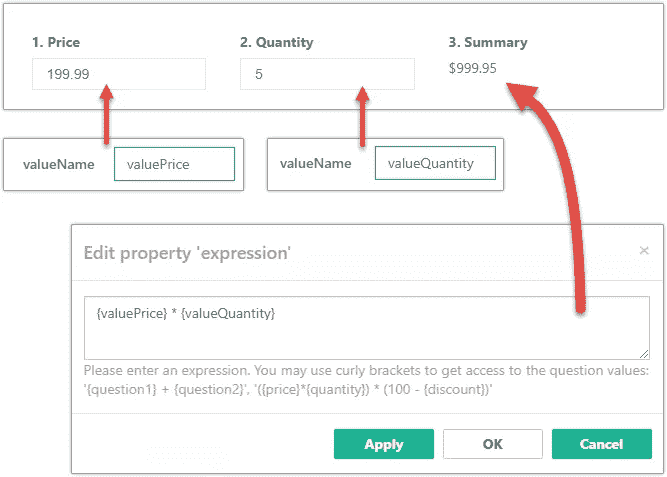 1. Price 2. Quantity 3. Summary
199.99 5 $999.95
valueName valuePrice valueName valueQuantity
Edit property 'expression' ×
{valuePrice} * {valueQuantity}
Please enter an expression. You may use curly brackets to get access to the question values:
'{question1} + {question2}', '({price}*{quantity}) * (100 - {discount})'
Apply OK Cancel